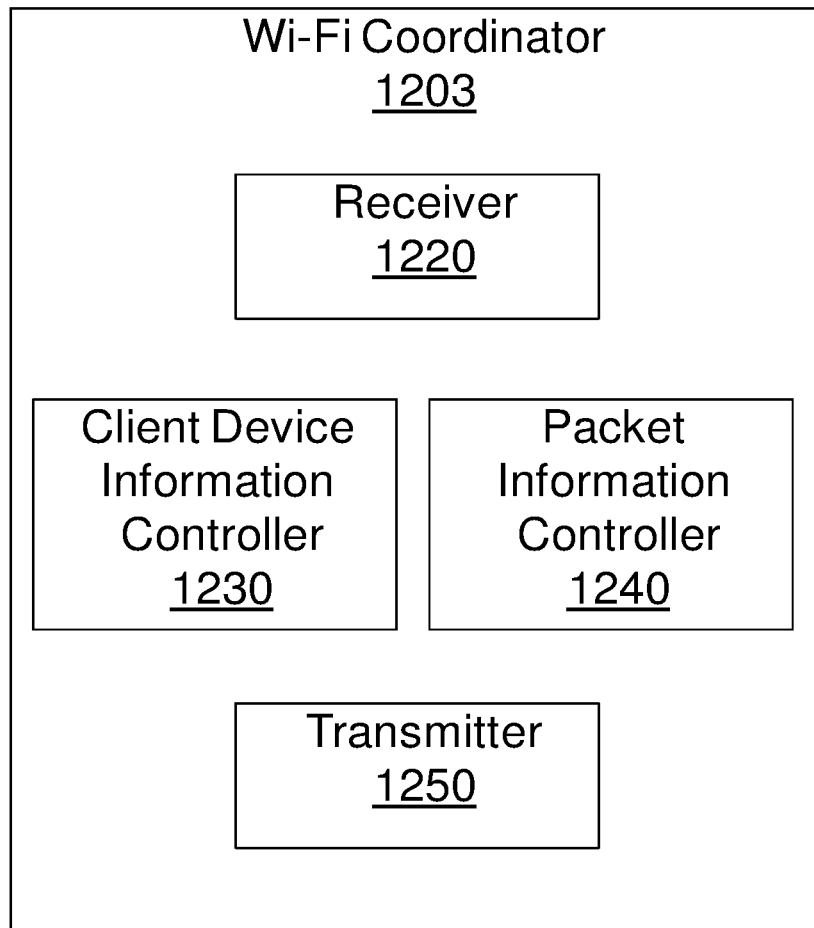 Wi-Fi Coordinator
1203
Receiver
1220
Client Device
Information
Controller
1230
Packet
Information
Controller
1240
Transmitter
1250